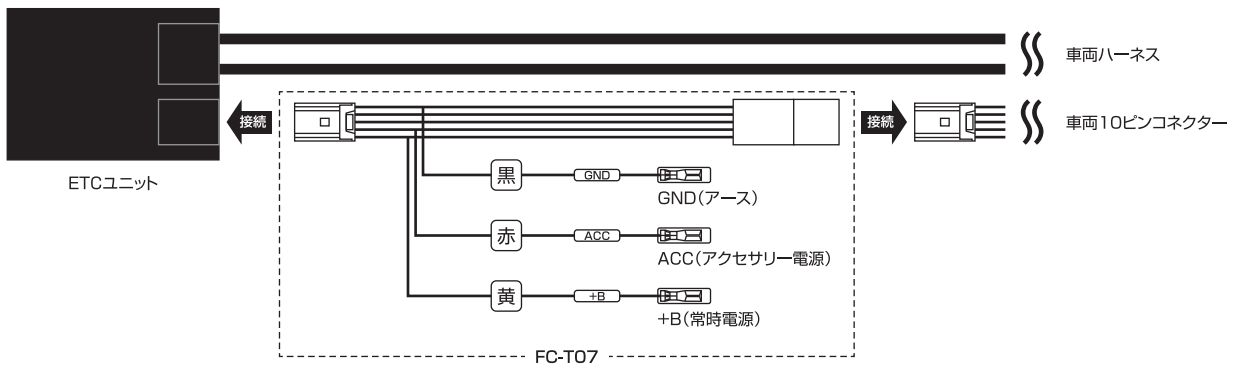 車両ハーネス
接続
接続
車両10ピンコネクター
ETCユニット
黒
GND
GND(アース)
赤
ACC
ACC(アクセサリー電源)
黄
+B
+B(常時電源)
FC-T07